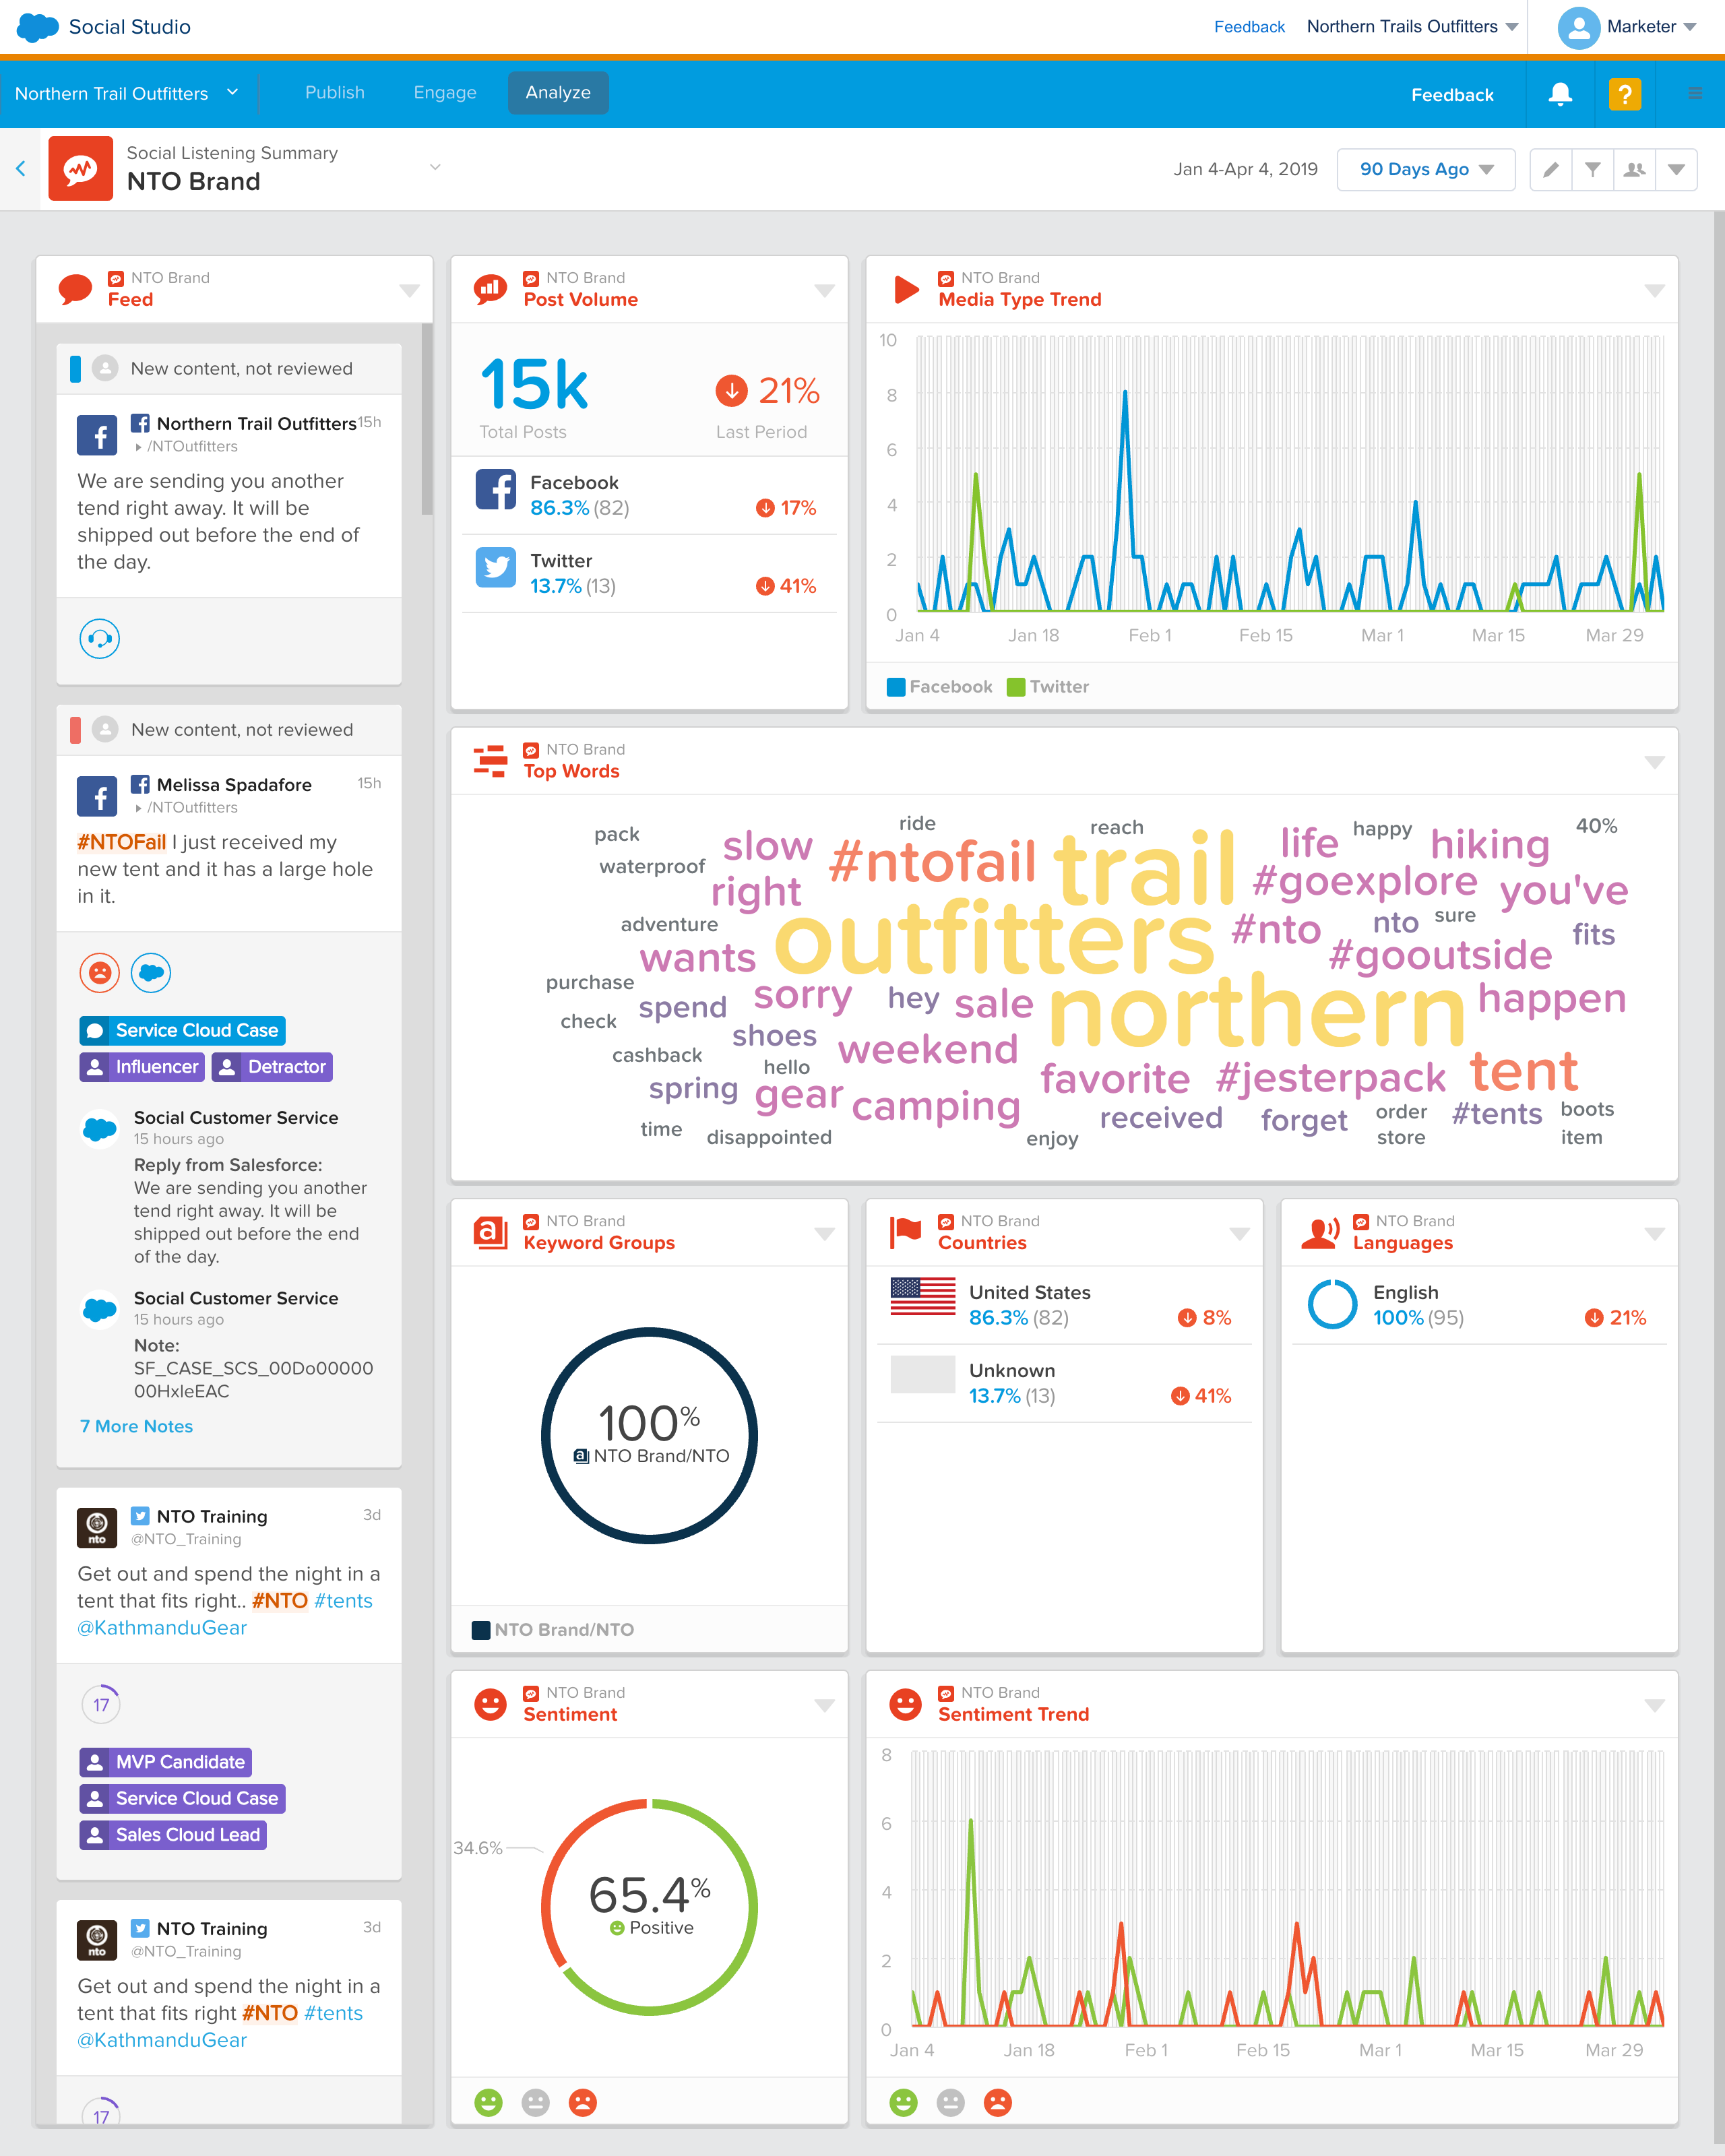 Social Studio
Feedback
Northern Trails Outfitters
Marketer
Northern Trail Outfitters
Publish
Engage
Analyze
Feedback
?
Social Listening Summary
NTO Brand
Jan 4-Apr 4, 2019
90 Days Ago
NTO Brand
Feed
New content, not reviewed
Northern Trail Outfitters 15h
/NTOutfitters
We are sending you another
tend right away. It will be
shipped out before the end of
the day.
New content, not reviewed
Melissa Spadafore 15h
/NTOutfitters
#NTOFail I just received my
new tent and it has a large hole
in it.
Service Cloud Case
Influencer
Detractor
Social Customer Service
15 hours ago
Reply from Salesforce:
We are sending you another
tend right away. It will be
shipped out before the end
of the day.
Social Customer Service
15 hours ago
Note:
SF_CASE_SCS_00Do00000
00HxleEAC
7 More Notes
nto
NTO Training 3d
@NTO_Training
Get out and spend the night in a
tent that fits right.. #NTO #tents
@KathmanduGear
17
MVP Candidate
Service Cloud Case
Sales Cloud Lead
nto
NTO Training 3d
@NTO_Training
Get out and spend the night in a
tent that fits right #NTO #tents
@KathmanduGear
17
NTO Brand
Post Volume
15k
Total Posts
21%
Last Period
Facebook
86.3% (82)
17%
Twitter
13.7% (13)
41%
NTO Brand
Media Type Trend
10
8
6
4
2
0
Jan 4
Jan 18
Feb 1
Feb 15
Mar 1
Mar 15
Mar 29
Facebook
Twitter
NTO Brand
Top Words
pack
slow
ride
reach
life
happy
hiking
40%
waterproof
#ntofail
trail
right
#goexplore
you've
adventure
outfitters
#nto
nto
sure
fits
wants
#gooutside
purchase
spend
sorry
hey
sale
northern
happen
check
shoes
weekend
cashback
hello
favorite
#jesterpack
tent
spring
gear
camping
received
forget
order
#tents
boots
time
disappointed
enjoy
store
item
NTO Brand
Keyword Groups
100%
NTO Brand/NTO
NTO Brand/NTO
NTO Brand
Countries
United States
86.3% (82)
8%
Unknown
13.7% (13)
41%
NTO Brand
Languages
English
100% (95)
21%
NTO Brand
Sentiment
34.6%
65.4%
Positive
NTO Brand
Sentiment Trend
8
6
4
2
0
Jan 4
Jan 18
Feb 1
Feb 15
Mar 1
Mar 15
Mar 29